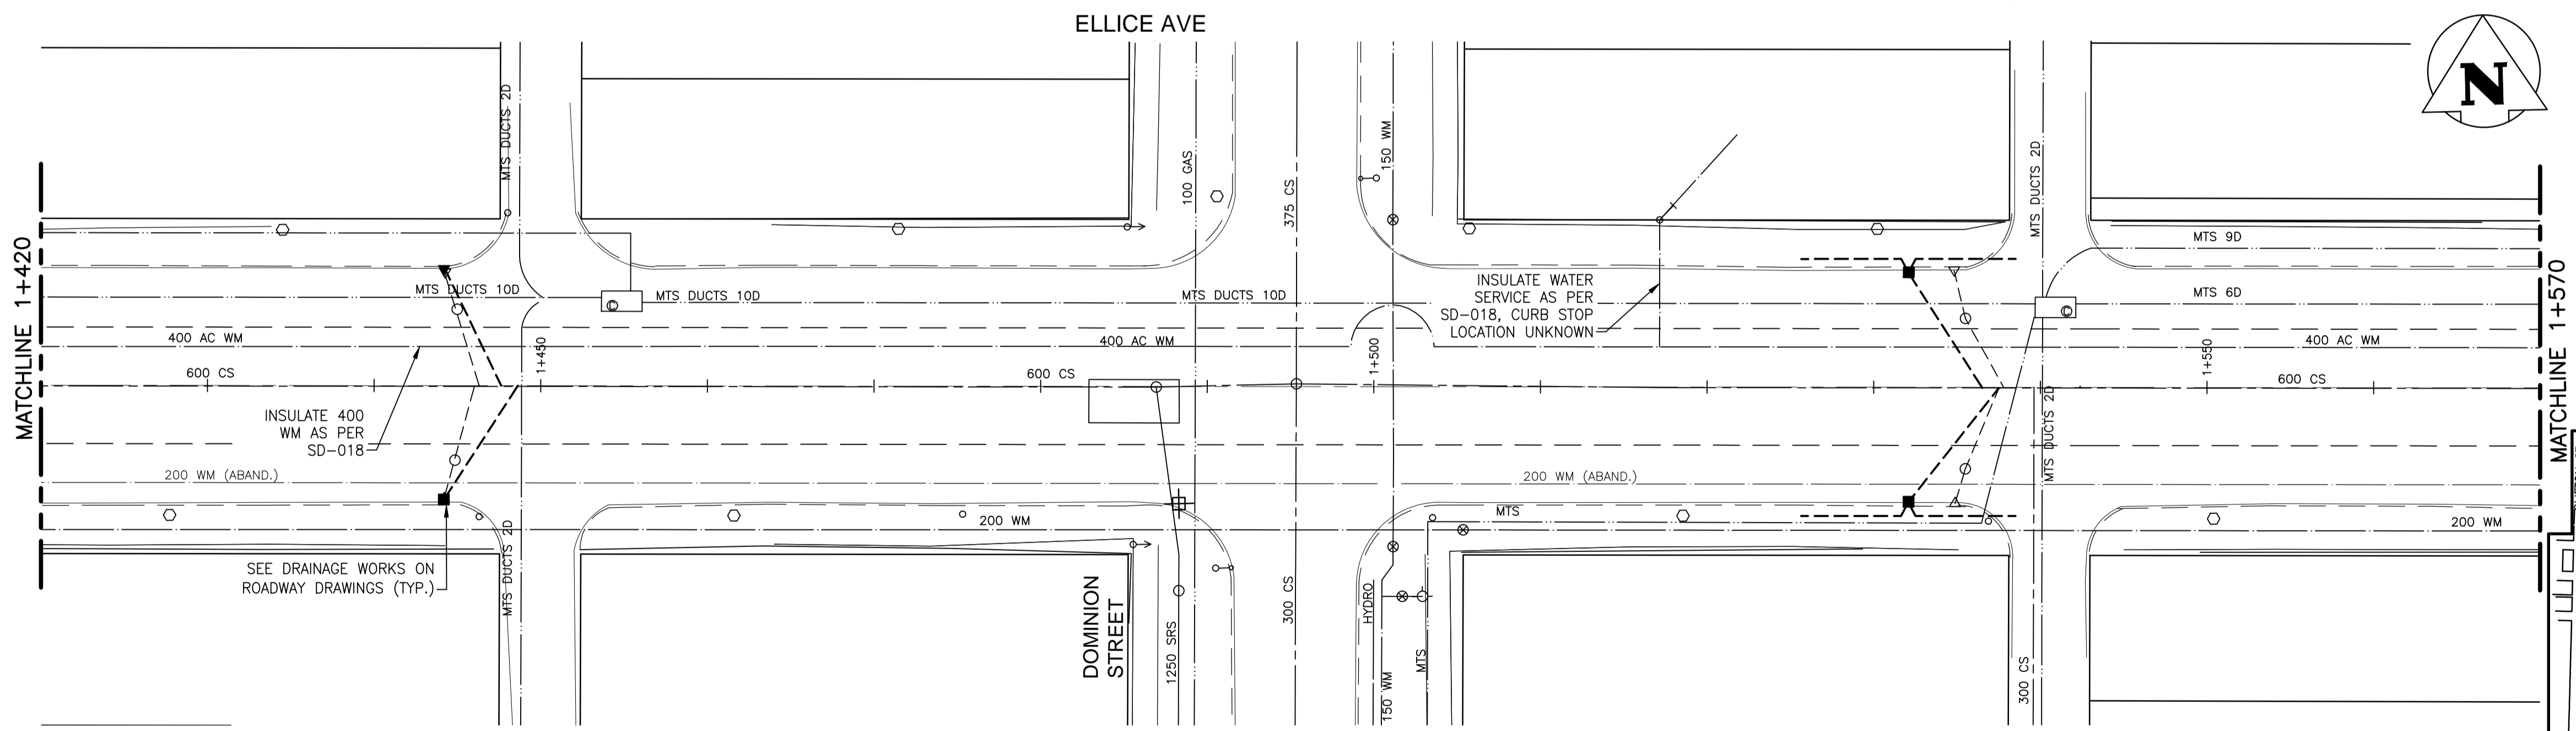 ELLICE AVE
N
MTS DUCTS 2D
100 GAS
375 CS
150 WM
MTS DUCTS 2D
MATCHLINE 1+420
MTS 9D
MTS DUCTS 10D
MTS DUCTS 10D
MTS DUCTS 10D
INSULATE WATER
SERVICE AS PER
SD-018, CURB STOP
LOCATION UNKNOWN
MTS 6D
MATCHLINE 1+570
400 AC WM
1+450
400 AC WM
1+500
1+550
400 AC WM
600 CS
600 CS
600 CS
INSULATE 400
WM AS PER
SD-018
MTS DUCTS 2D
200 WM (ABAND.)
200 WM (ABAND.)
MTS DUCTS 2D
200 WM
MTS
200 WM
SEE DRAINAGE WORKS ON
ROADWAY DRAWINGS (TYP.)
DOMINION
STREET
1250 SRS
300 CS
HYDRO
150 WM
MTS
300 CS